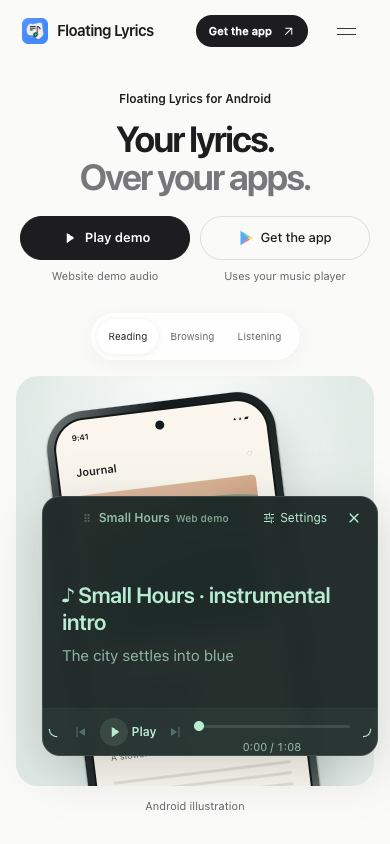 Floating Lyrics
Get the app
Floating Lyrics for Android
Your lyrics.
Over your apps.
Play demo
Get the app
Website demo audio
Uses your music player
Reading
Browsing
Listening
9:41
Journal
Small Hours Web demo
Settings
♪ Small Hours · instrumental
intro
The city settles into blue
Play
0:00 / 1:08
Android illustration